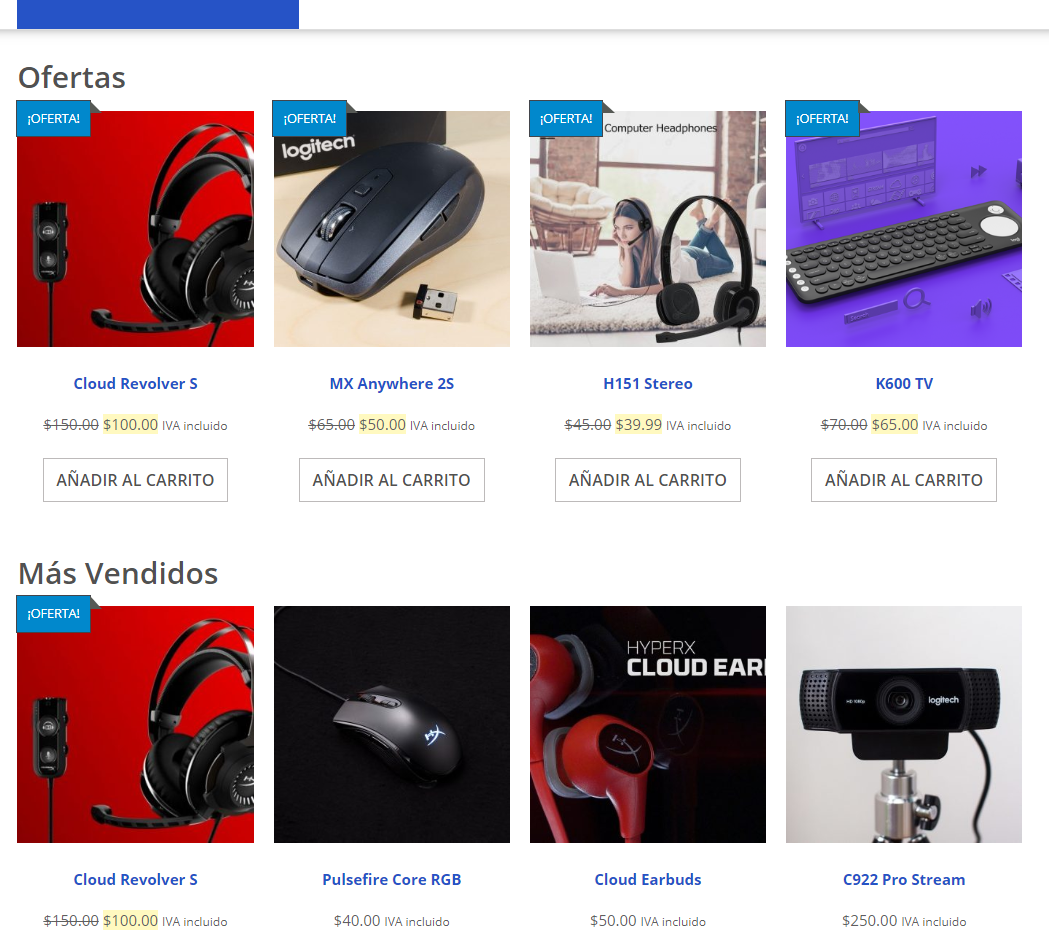 Ofertas
¡OFERTA!
¡OFERTA!
¡OFERTA!
¡OFERTA!
logitech
Computer Headphones
Cloud Revolver S
MX Anywhere 2S
H151 Stereo
K600 TV
$150.00 $100.00 IVA incluido
$65.00 $50.00 IVA incluido
$45.00 $39.99 IVA incluido
$70.00 $65.00 IVA incluido
AÑADIR AL CARRITO
AÑADIR AL CARRITO
AÑADIR AL CARRITO
AÑADIR AL CARRITO
Más Vendidos
¡OFERTA!
HYPERX
CLOUD EAR
HD 1080p
logitech
Cloud Revolver S
Pulsefire Core RGB
Cloud Earbuds
C922 Pro Stream
$150.00 $100.00 IVA incluido
$40.00 IVA incluido
$50.00 IVA incluido
$250.00 IVA incluido